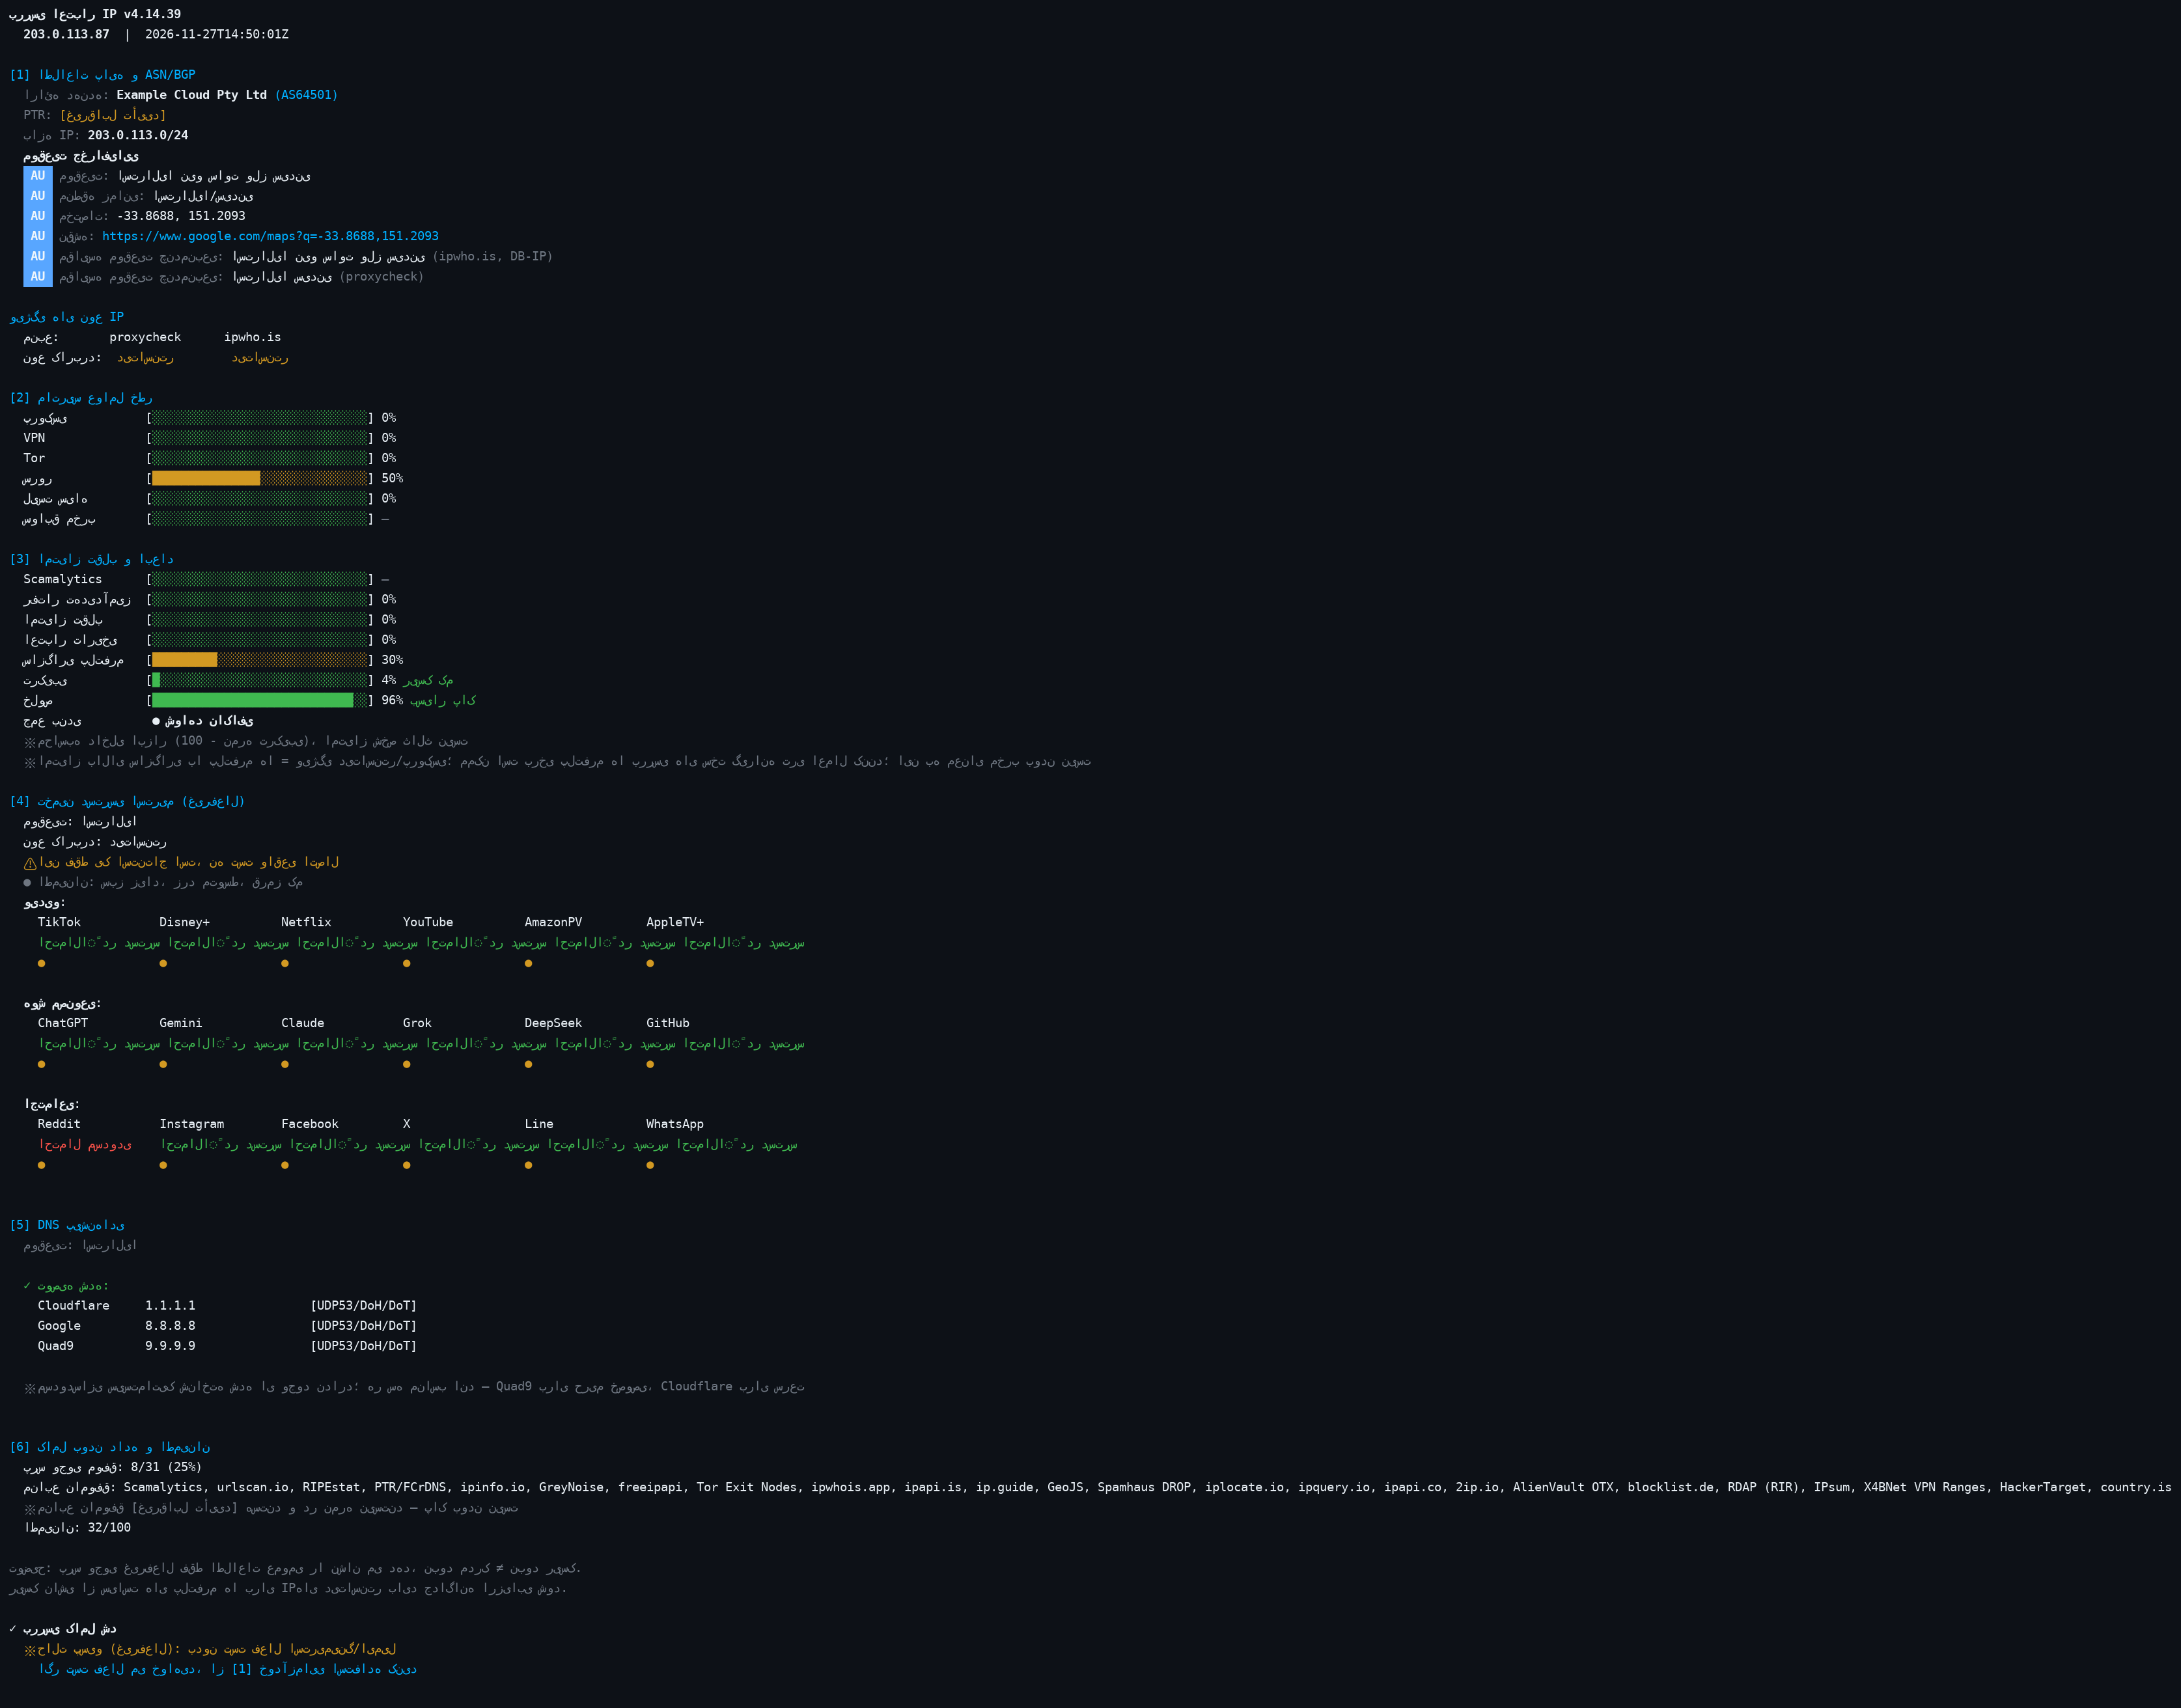 بررسی اعتبار IP v4.14.39
203.0.113.87 | 2026-11-27T14:50:01Z
[1] اطلاعات پایه و ASN/BGP
ارائه دهنده: Example Cloud Pty Ltd (AS64501)
PTR: [غیرقابل تأیید]
بازه IP: 203.0.113.0/24
موقعیت جغرافیایی
AU موقعیت: استرالیا نیو ساوت ولز سیدنی
AU منطقه زمانی: استرالیا/سیدنی
AU مختصات: -33.8688, 151.2093
AU نقشه: https://www.google.com/maps?q=-33.8688,151.2093
AU مقایسه موقعیت چندمنبعی: استرالیا نیو ساوت ولز سیدنی (ipwho.is, DB-IP)
AU مقایسه موقعیت چندمنبعی: استرالیا سیدنی (proxycheck)
ویژگی های نوع IP
منبع: proxycheck ipwho.is
نوع کاربرد: دیتاسنتر دیتاسنتر
[2] ماتریس عوامل خطر
پروکسی [░░░░░░░░░░░░░░░░░░░░░░░░░░░░░░] 0%
VPN [░░░░░░░░░░░░░░░░░░░░░░░░░░░░░░] 0%
Tor [░░░░░░░░░░░░░░░░░░░░░░░░░░░░░░] 0%
سرور [███████████████░░░░░░░░░░░░░░░] 50%
لیست سیاه [░░░░░░░░░░░░░░░░░░░░░░░░░░░░░░] 0%
سوابق مخرب [░░░░░░░░░░░░░░░░░░░░░░░░░░░░░░] —
[3] امتیاز تقلب و ابعاد
Scamalytics [░░░░░░░░░░░░░░░░░░░░░░░░░░░░░░] —
رفتار تهدیدآمیز [░░░░░░░░░░░░░░░░░░░░░░░░░░░░░░] 0%
امتیاز تقلب [░░░░░░░░░░░░░░░░░░░░░░░░░░░░░░] 0%
اعتبار تاریخی [░░░░░░░░░░░░░░░░░░░░░░░░░░░░░░] 0%
سازگاری پلتفرم [█████████░░░░░░░░░░░░░░░░░░░░░] 30%
ترکیبی [█░░░░░░░░░░░░░░░░░░░░░░░░░░░░░] 4% ریسک کم
خلوص [████████████████████████████░░] 96% بسیار پاک
جمع بندی ● شواهد ناکافی
※ محاسبه داخلی ابزار (100 - نمره ترکیبی)، امتیاز شخص ثالث نیست
※ امتیاز بالای سازگاری با پلتفرم ها = ویژگی دیتاسنتر/پروکسی؛ ممکن است برخی پلتفرم ها بررسی های سخت گیرانه تری اعمال کنند؛ این به معنای مخرب بودن نیست
[4] تخمین دسترسی استریم (غیرفعال)
موقعیت: استرالیا
نوع کاربرد: دیتاسنتر
⚠ این فقط یک استنتاج است، نه تست واقعی اتصال
● اطمینان: سبز زیاد، زرد متوسط، قرمز کم
ویدیو:
TikTok Disney+ Netflix YouTube AmazonPV AppleTV+
احتمالاً در دسترس احتمالاً در دسترس احتمالاً در دسترس احتمالاً در دسترس احتمالاً در دسترس احتمالاً در دسترس
● ● ● ● ● ●
هوش مصنوعی:
ChatGPT Gemini Claude Grok DeepSeek GitHub
احتمالاً در دسترس احتمالاً در دسترس احتمالاً در دسترس احتمالاً در دسترس احتمالاً در دسترس احتمالاً در دسترس
● ● ● ● ● ●
اجتماعی:
Reddit Instagram Facebook X Line WhatsApp
احتمال مسدودی احتمالاً در دسترس احتمالاً در دسترس احتمالاً در دسترس احتمالاً در دسترس احتمالاً در دسترس
● ● ● ● ● ●
[5] DNS پیشنهادی
موقعیت: استرالیا
✓ توصیه شده:
Cloudflare 1.1.1.1 [UDP53/DoH/DoT]
Google 8.8.8.8 [UDP53/DoH/DoT]
Quad9 9.9.9.9 [UDP53/DoH/DoT]
※ مسدودسازی سیستماتیک شناخته شده ای وجود ندارد؛ هر سه مناسب اند — Quad9 برای حریم خصوصی، Cloudflare برای سرعت
[6] کامل بودن داده و اطمینان
پرس وجوی موفق: 8/31 (25%)
منابع ناموفق: Scamalytics, urlscan.io, RIPEstat, PTR/FCrDNS, ipinfo.io, GreyNoise, freeipapi, Tor Exit Nodes, ipwhois.app, ipapi.is, ip.guide, GeoJS, Spamhaus DROP, iplocate.io, ipquery.io, ipapi.co, 2ip.io, AlienVault OTX, blocklist.de, RDAP (RIR), IPsum, X4BNet VPN Ranges, HackerTarget, country.is
※ منابع ناموفق [غیرقابل تأیید] هستند و در نمره نیستند — پاک بودن نیست
اطمینان: 32/100
توضیح: پرس وجوی غیرفعال فقط اطلاعات عمومی را نشان می دهد، نبود مدرک ≠ نبود ریسک.
ریسک ناشی از سیاست های پلتفرم ها برای IPهای دیتاسنتر باید جداگانه ارزیابی شود.
✓ بررسی کامل شد
※ حالت پسیو (غیرفعال): بدون تست فعال استریمینگ/ایمیل
اگر تست فعال می خواهید، از [1] خودآزمایی استفاده کنید